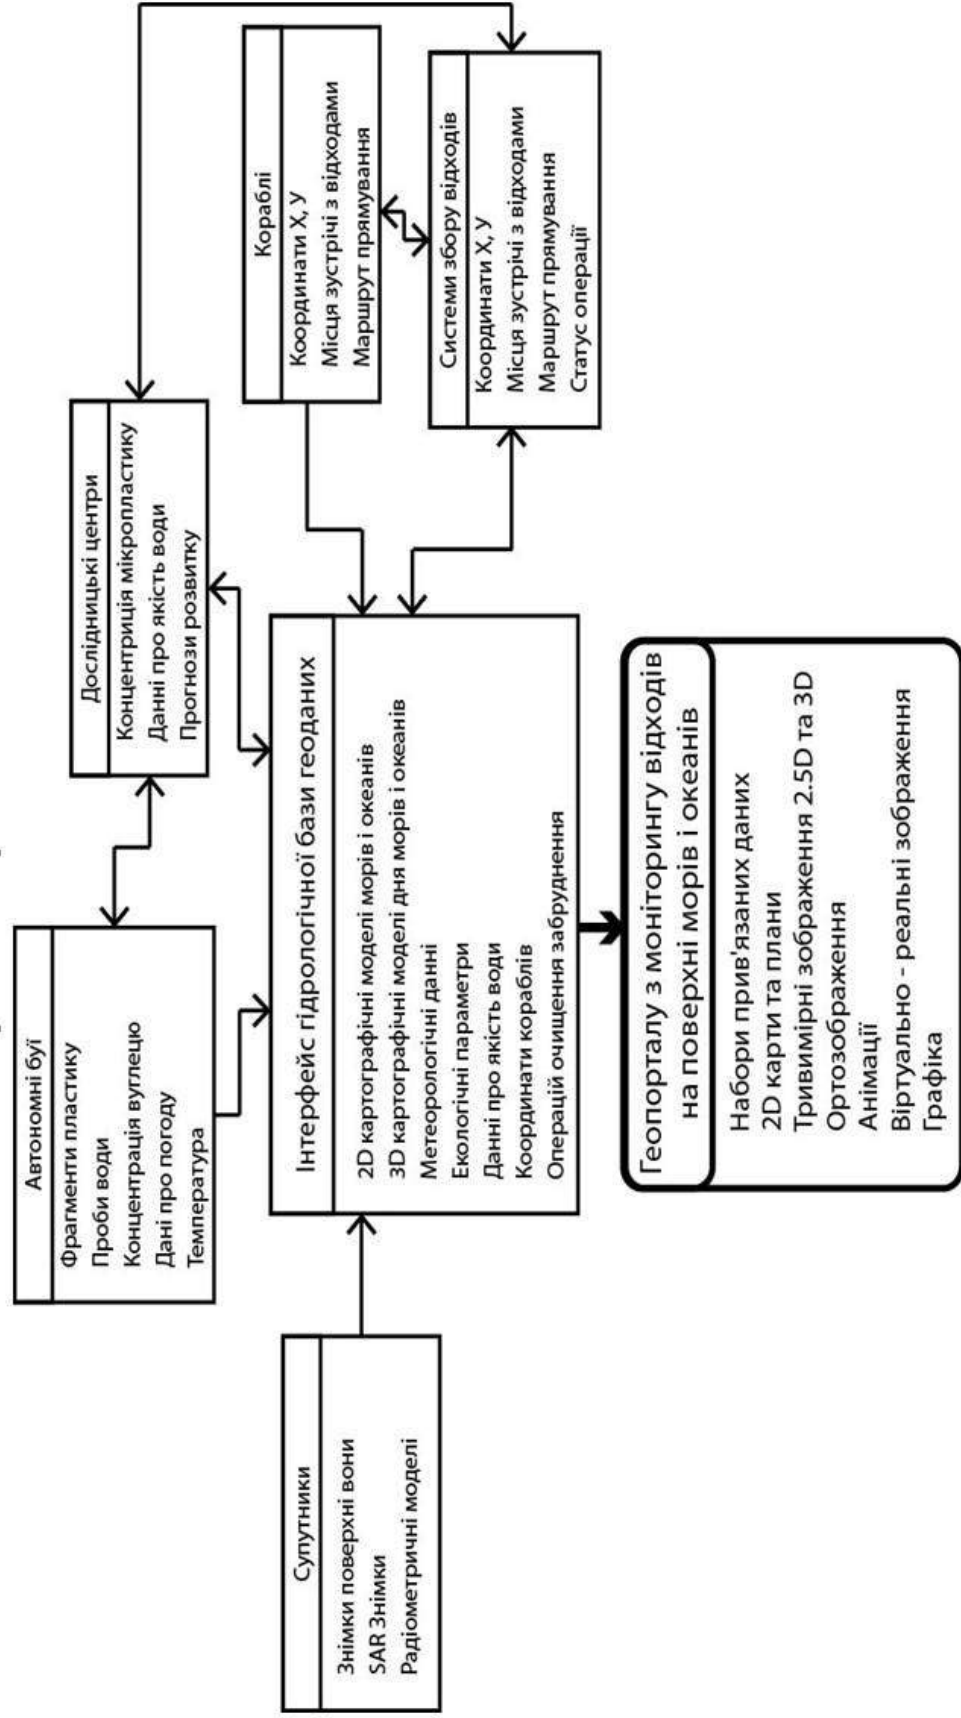 Автономні буї
Фрагменти пластику
Проби води
Концентрація вуглецю
Дані про погоду
Температура
Дослідницькі центри
Концентриція мікропластику
Данні про якість води
Прогнози розвитку
Супутники
Знімки поверхні вони
SAR Знімки
Радіометричні моделі
Інтерфейс гідрологічної бази геоданих
2D картографічні моделі морів і океанів
3D картографічні моделі дня морів і океанів
Метеорологічні данні
Екологічні параметри
Данні про якість води
Координати кораблів
Операцій очищення забруднення
Кораблі
Координати X, У
Місця зустрічі з відходами
Маршрут прямування
Системи збору відходів
Координати X, У
Місця зустрічі з відходами
Маршрут прямування
Статус операції
Геопорталу з моніторингу відходів
на поверхні морів і океанів
Набори прив'язаних даних
2D карти та плани
Тривимірні зображення 2.5D та 3D
Ортозображення
Анімації
Віртуально - реальні зображення
Графіка